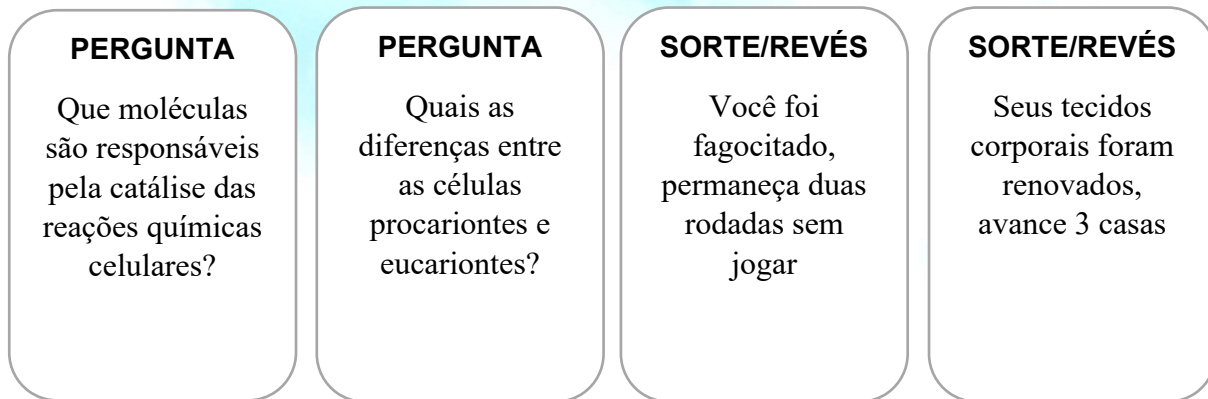 PERGUNTA
Que moléculas
são responsáveis
pela catálise das
reações químicas
celulares?
PERGUNTA
Quais as
diferenças entre
as células
procariontes e
eucariontes?
SORTE/REVÉS
Você foi
fagocitado,
permaneça duas
rodadas sem
jogar
SORTE/REVÉS
Seus tecidos
corporais foram
renovados,
avance 3 casas